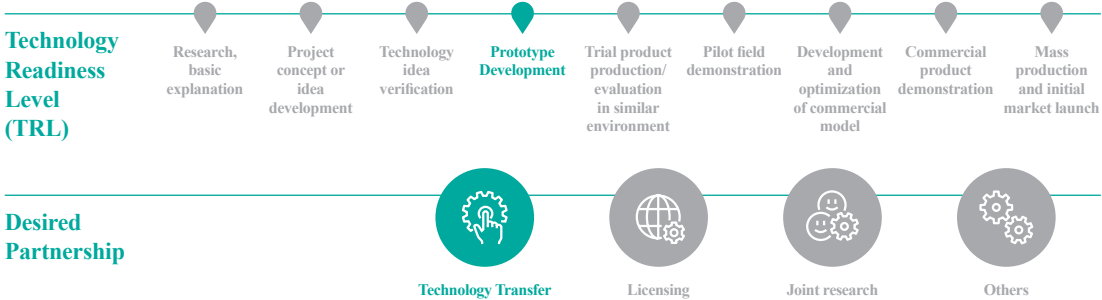 Technology
Readiness
Level
(TRL)
Research,
basic
explanation
Project
concept or
idea
development
Technology
idea
verification
Prototype
Development
Trial product
production/
evaluation
in similar
environment
Pilot field
demonstration
Development
and
optimization
of commercial
model
Commercial
product
demonstration
Mass
production
and initial
market launch
Desired
Partnership
Technology Transfer
Licensing
Joint research
Others